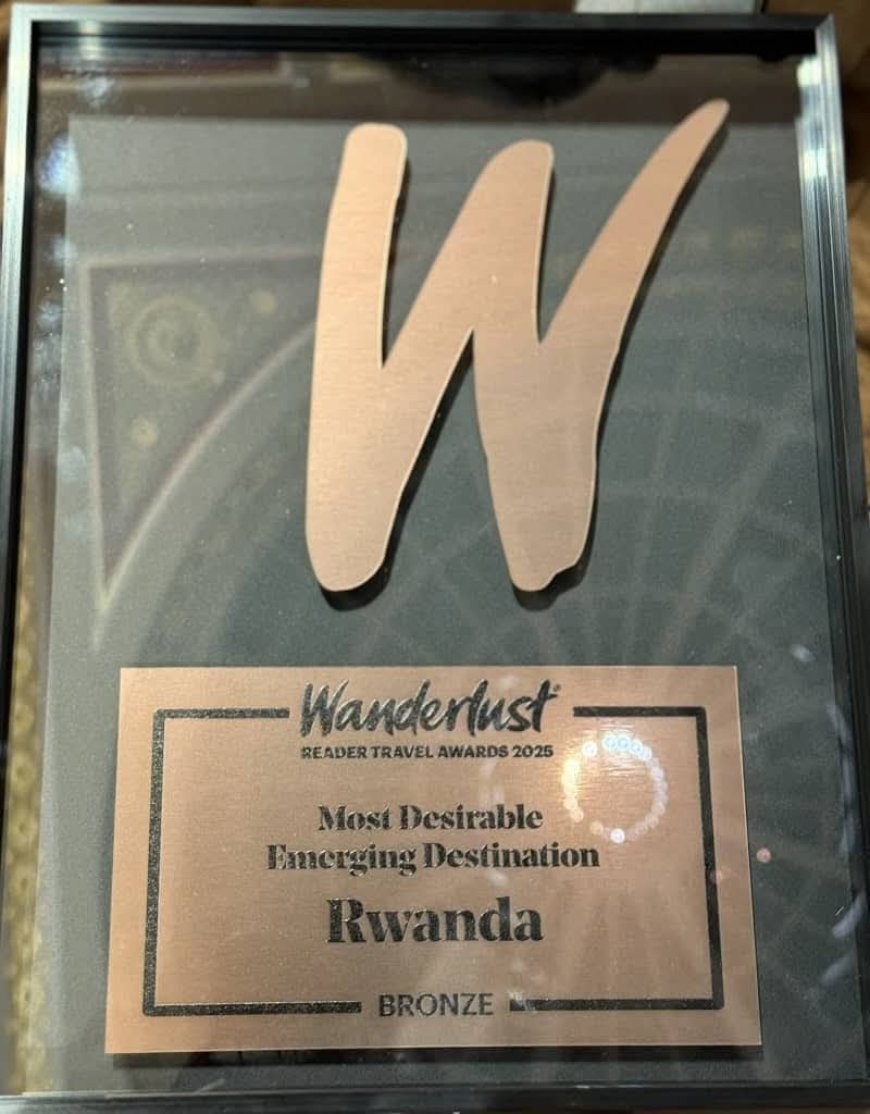 W
Wanderlust
READER TRAVEL AWARDS 2025
Most Desirable
Emerging Destination
Rwanda
BRONZE